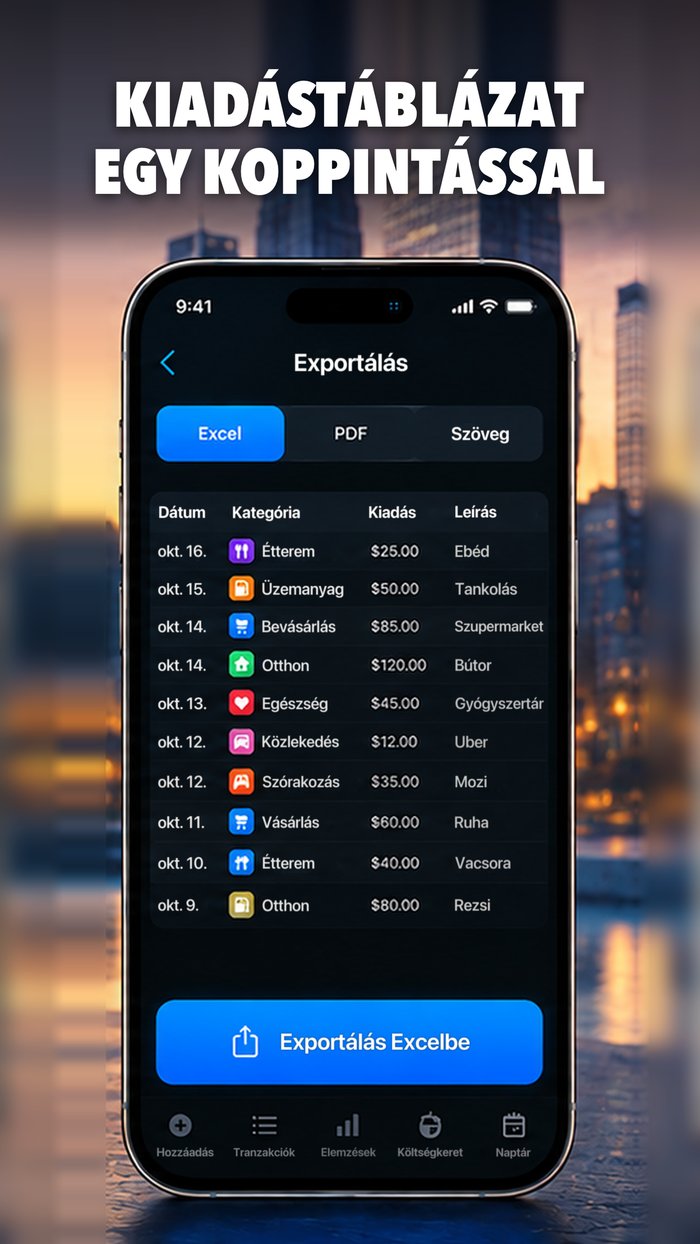 KIADÁSTÁBLÁZAT
EGY KOPPINTÁSSAL
9:41
Exportálás
Excel PDF Szöveg
Dátum Kategória Kiadás Leírás
okt. 16. Étterem $25.00 Ebéd
okt. 15. Üzemanyag $50.00 Tankolás
okt. 14. Bevásárlás $85.00 Szupermarket
okt. 14. Otthon $120.00 Bútor
okt. 13. Egészség $45.00 Gyógyszertár
okt. 12. Közlekedés $12.00 Uber
okt. 12. Szórakozás $35.00 Mozi
okt. 11. Vásárlás $60.00 Ruha
okt. 10. Étterem $40.00 Vacsora
okt. 9. Otthon $80.00 Rezsi
Exportálás Excelbe
Hozzáadás Tranzakciók Elemzések Költségkeret Naptár